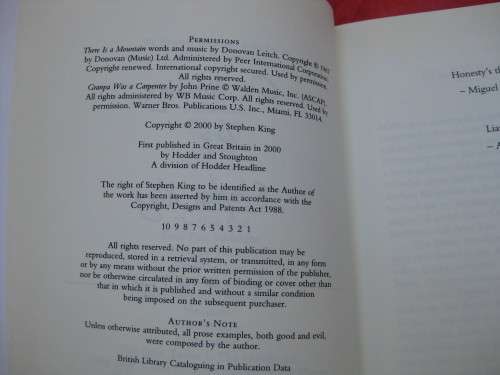 PERMISSIONS
There Is a Mountain words and music by Donovan Leitch. Copyright © 1967
by Donovan (Music) Ltd. Administered by Peer International Corporation
Copyright renewed. International copyright secured. Used by permission.
All rights reserved.
Grampa Was a Carpenter by John Prine © Walden Music, Inc. (ASCAP).
All rights administered by WB Music Corp. All rights reserved. Used by
permission. Warner Bros. Publications U.S. Inc., Miami, FL 33014.
Copyright © 2000 by Stephen King
First published in Great Britain in 2000
by Hodder and Stoughton
A division of Hodder Headline
The right of Stephen King to be identified as the Author of
the work has been asserted by him in accordance with the
Copyright, Designs and Patents Act 1988.
10 9 8 7 6 5 4 3 2 1
All rights reserved. No part of this publication may be
reproduced, stored in a retrieval system, or transmitted, in any form
or by any means without the prior written permission of the publisher,
nor be otherwise circulated in any form of binding or cover other than
that in which it is published and without a similar condition
being imposed on the subsequent purchaser.
AUTHOR'S NOTE
Unless otherwise attributed, all prose examples, both good and evil,
were composed by the author.
British Library Cataloguing in Publication Data
Honesty's th
– Miguel
Lia
– A